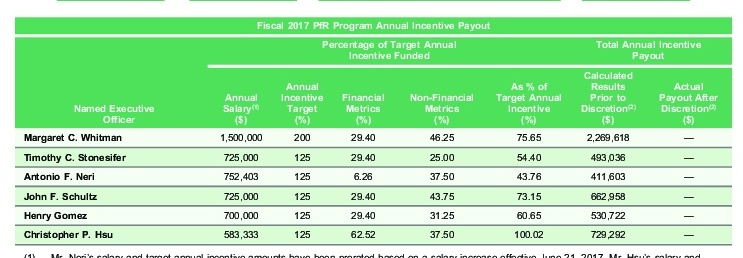 Fiscal 2017 PfR Program Annual Incentive Payout
Percentage of Target Annual Incentive Funded
Total Annual Incentive Payout
Named Executive Officer
Annual Salary(1) ($)
Annual Incentive Target (%)
Financial Metrics (%)
Non-Financial Metrics (%)
As % of Target Annual Incentive (%)
Calculated Results Prior to Discretion(2) ($)
Actual Payout After Discretion(3) ($)
Margaret C. Whitman 1,500,000 200 29.40 46.25 75.65 2,269,618 —
Timothy C. Stonesifer 725,000 125 29.40 25.00 54.40 493,036 —
Antonio F. Neri 752,403 125 6.26 37.50 43.76 411,603 —
John F. Schultz 725,000 125 29.40 43.75 73.15 662,958 —
Henry Gomez 700,000 125 29.40 31.25 60.65 530,722 —
Christopher P. Hsu 583,333 125 62.52 37.50 100.02 729,292 —
(1) Mr. Neri's salary and target annual incentive amounts have been prorated based on a salary increase effective June 21, 2017. Mr. Hsu's salary and